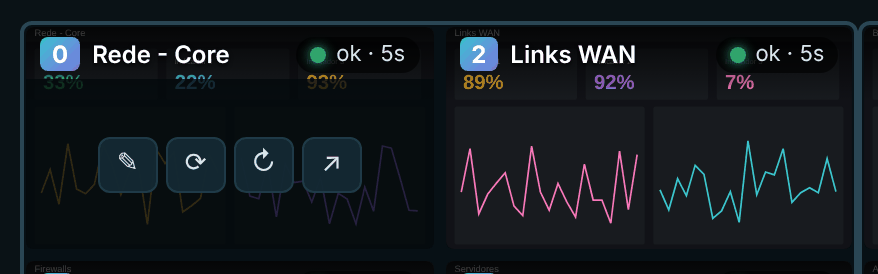 Rede - Core
0 Rede - Core ok · 5s
33% 22% 93%
Links WAN
2 Links WAN ok · 5s
89% 92% 7%
Firewalls
Servidores